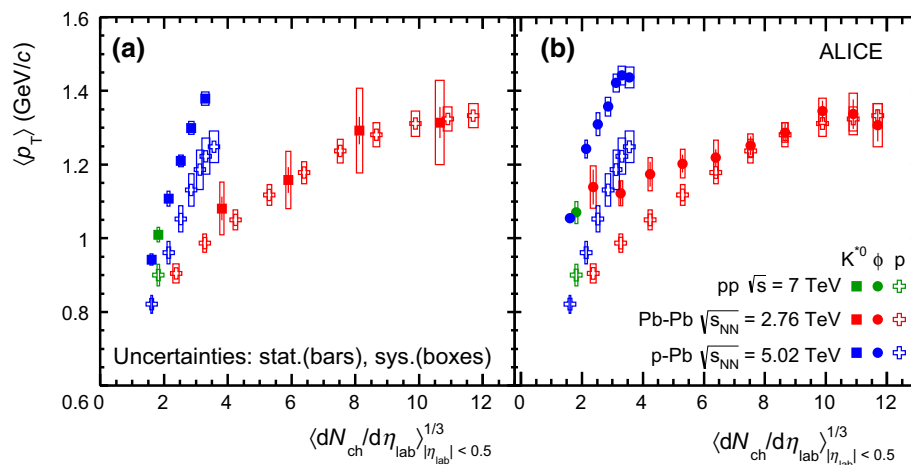 ⟨p_T⟩ (GeV/c)
1.6
1.4
1.2
1
0.8
0.6
(a)
Uncertainties: stat.(bars), sys.(boxes)
0 2 4 6 8 10 12
⟨dN_ch/dη_lab⟩^1/3 |η_lab| < 0.5
(b)
ALICE
K*0 ϕ p
pp √s = 7 TeV
Pb-Pb √s_NN = 2.76 TeV
p-Pb √s_NN = 5.02 TeV
0 2 4 6 8 10 12
⟨dN_ch/dη_lab⟩^1/3 |η_lab| < 0.5